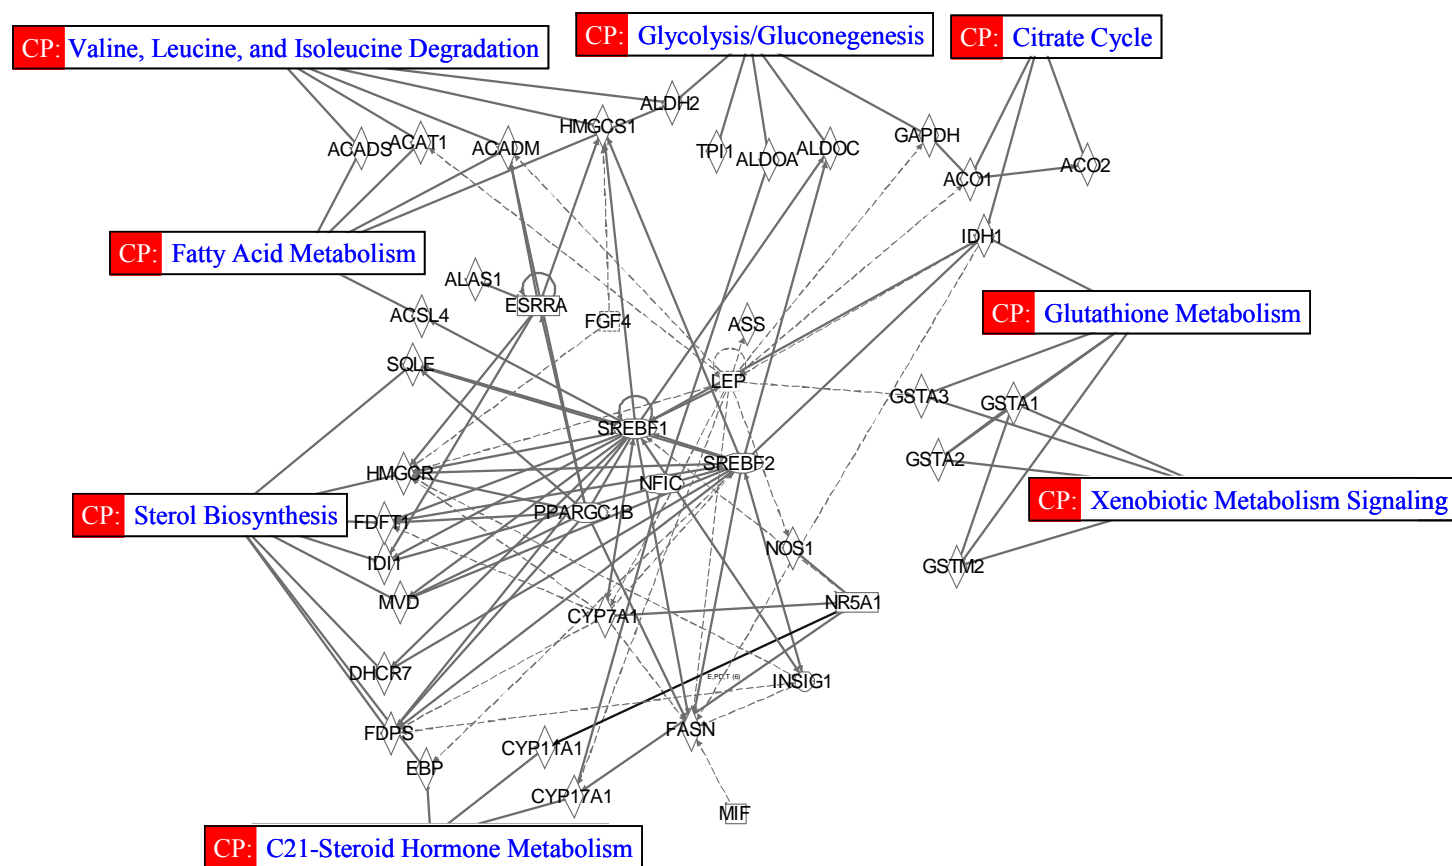 CP: Valine, Leucine, and Isoleucine Degradation
CP: Glycolysis/Gluconegenesis
CP: Citrate Cycle
ALDH2
HMGCS1
ACADS
ACAT1
ACADM
TPI1
ALDOA
ALDOC
GAPDH
ACO1
ACO2
CP: Fatty Acid Metabolism
IDH1
ALAS1
ESRRA
ACSL4
FGF4
ASS
CP: Glutathione Metabolism
SQLE
LEP
GSTA3
GSTA1
SREBF1
SREBF2
GSTA2
HMGCR
NFIC
CP: Xenobiotic Metabolism Signaling
CP: Sterol Biosynthesis
FDFT1
PPARGC1B
IDI1
NOS1
GSTM2
MVD
CYP7A1
NR5A1
DHCR7
E,PD,T (6)
INSIG1
FDPS
FASN
CYP11A1
EBP
CYP17A1
MIF
CP: C21-Steroid Hormone Metabolism